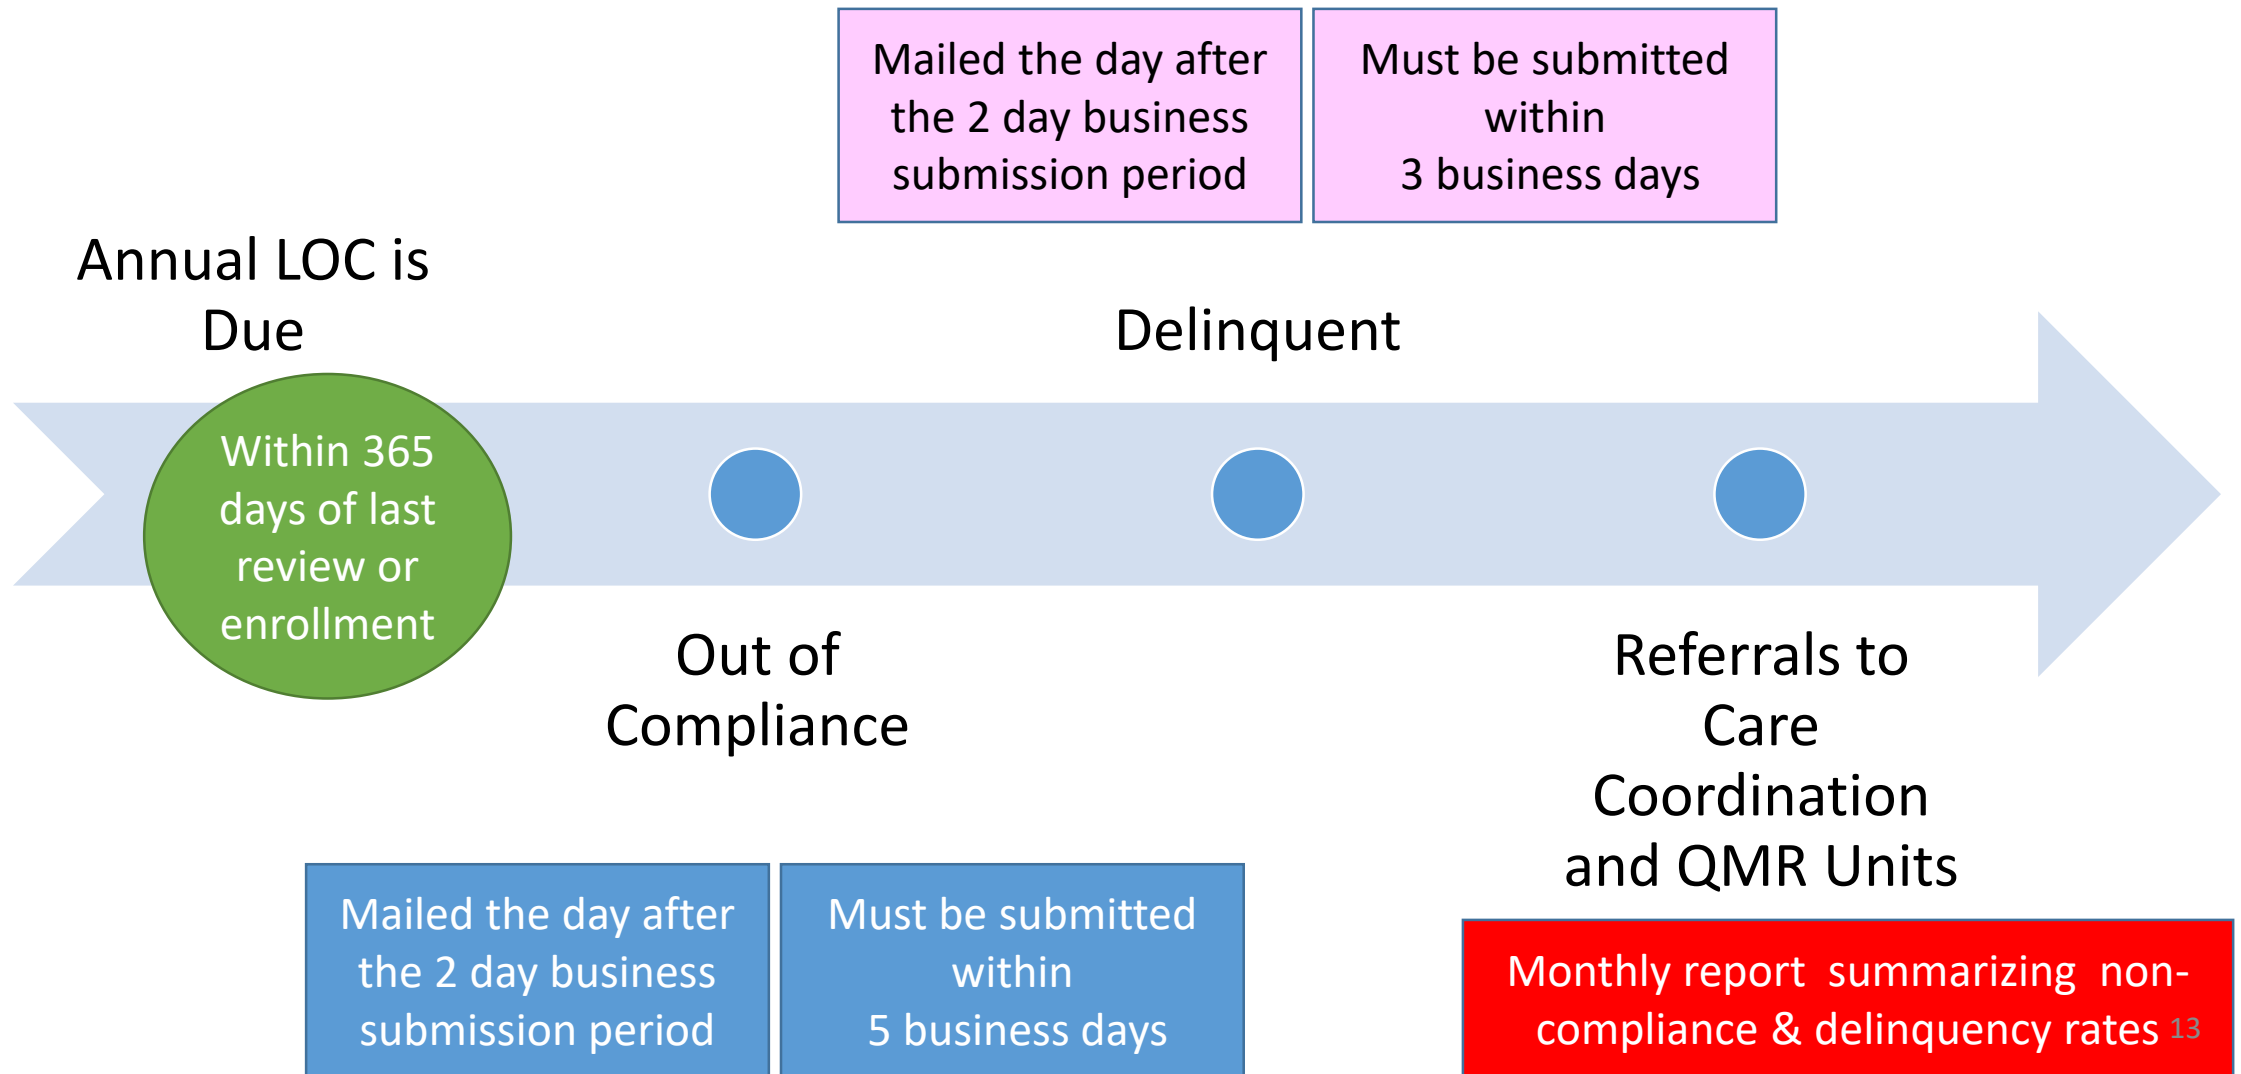 Mailed the day after
the 2 day business
submission period
Must be submitted
within
3 business days
Annual LOC is
Due
Delinquent
Within 365
days of last
review or
enrollment
Out of
Compliance
Referrals to
Care
Coordination
and QMR Units
Mailed the day after
the 2 day business
submission period
Must be submitted
within
5 business days
Monthly report summarizing non-
compliance & delinquency rates
13